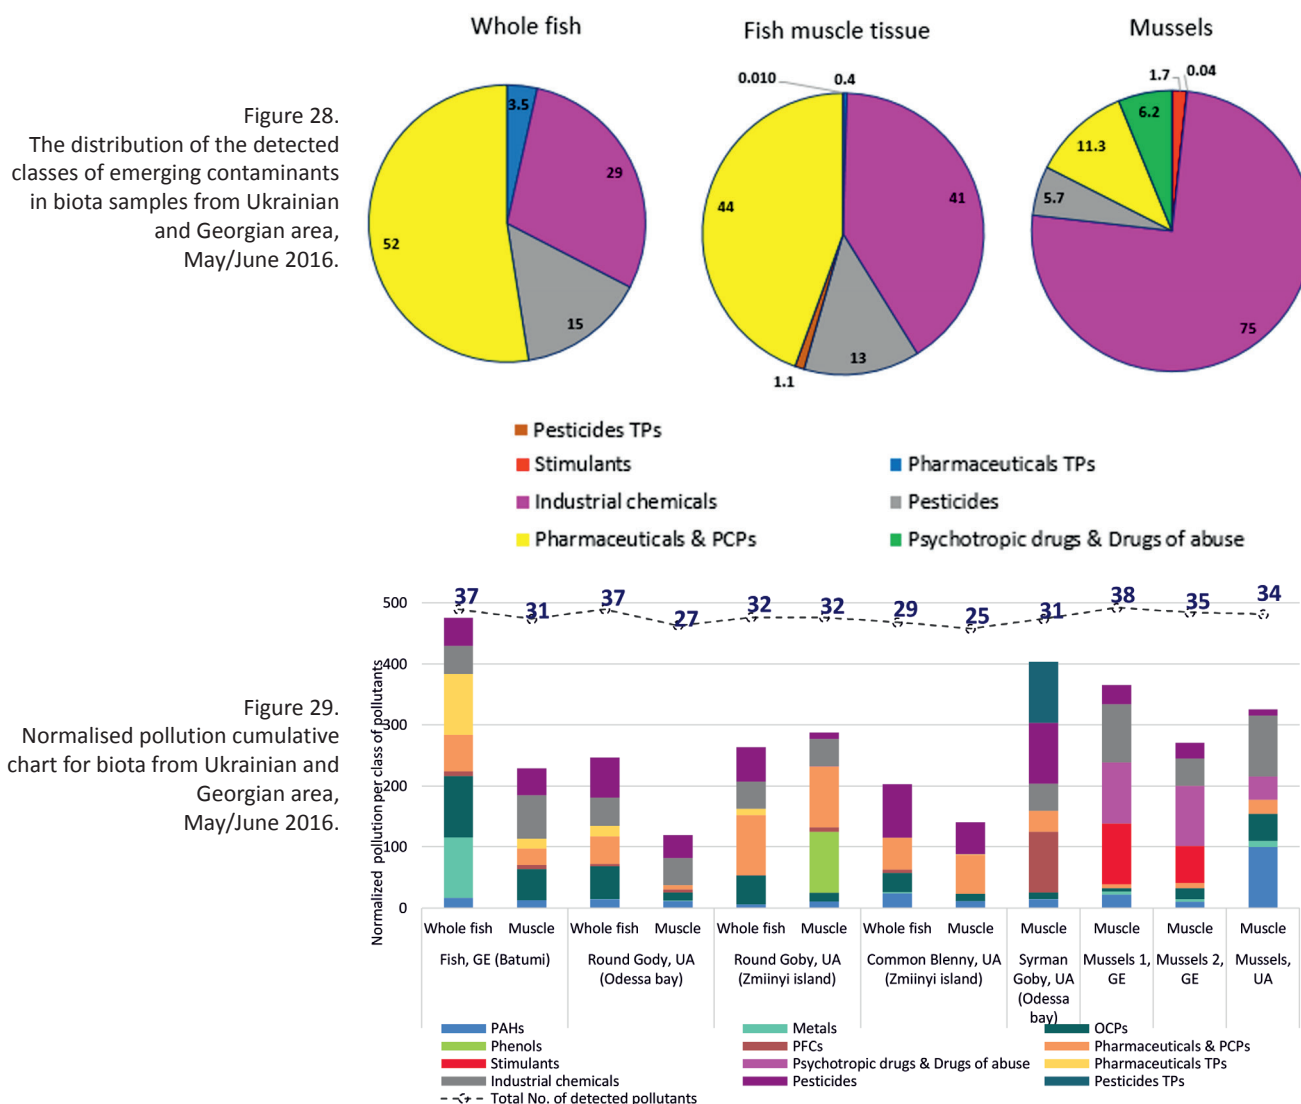 Whole fish
Fish muscle tissue
Mussels
Figure 28.
The distribution of the detected
classes of emerging contaminants
in biota samples from Ukrainian
and Georgian area,
May/June 2016.
3.5
29
15
52
0.010
0.4
41
13
1.1
44
1.7
0.04
75
5.7
11.3
6.2
Pesticides TPs
Stimulants
Pharmaceuticals TPs
Industrial chemicals
Pesticides
Pharmaceuticals & PCPs
Psychotropic drugs & Drugs of abuse
Figure 29.
Normalised pollution cumulative
chart for biota from Ukrainian and
Georgian area,
May/June 2016.
Normalized pollution per class of pollutants
500
400
300
200
100
0
37
31
37
27
32
32
29
25
31
38
35
34
Whole fish
Muscle
Whole fish
Muscle
Whole fish
Muscle
Whole fish
Muscle
Muscle
Muscle
Muscle
Muscle
Fish, GE (Batumi)
Round Gody, UA
(Odessa bay)
Round Goby, UA
(Zmiinyi island)
Common Blenny, UA
(Zmiinyi island)
Syrman
Goby, UA
(Odessa
bay)
Mussels 1,
GE
Mussels 2,
GE
Mussels,
UA
PAHs
Metals
OCPs
Phenols
PFCs
Pharmaceuticals & PCPs
Stimulants
Psychotropic drugs & Drugs of abuse
Pharmaceuticals TPs
Industrial chemicals
Pesticides
Pesticides TPs
Total No. of detected pollutants